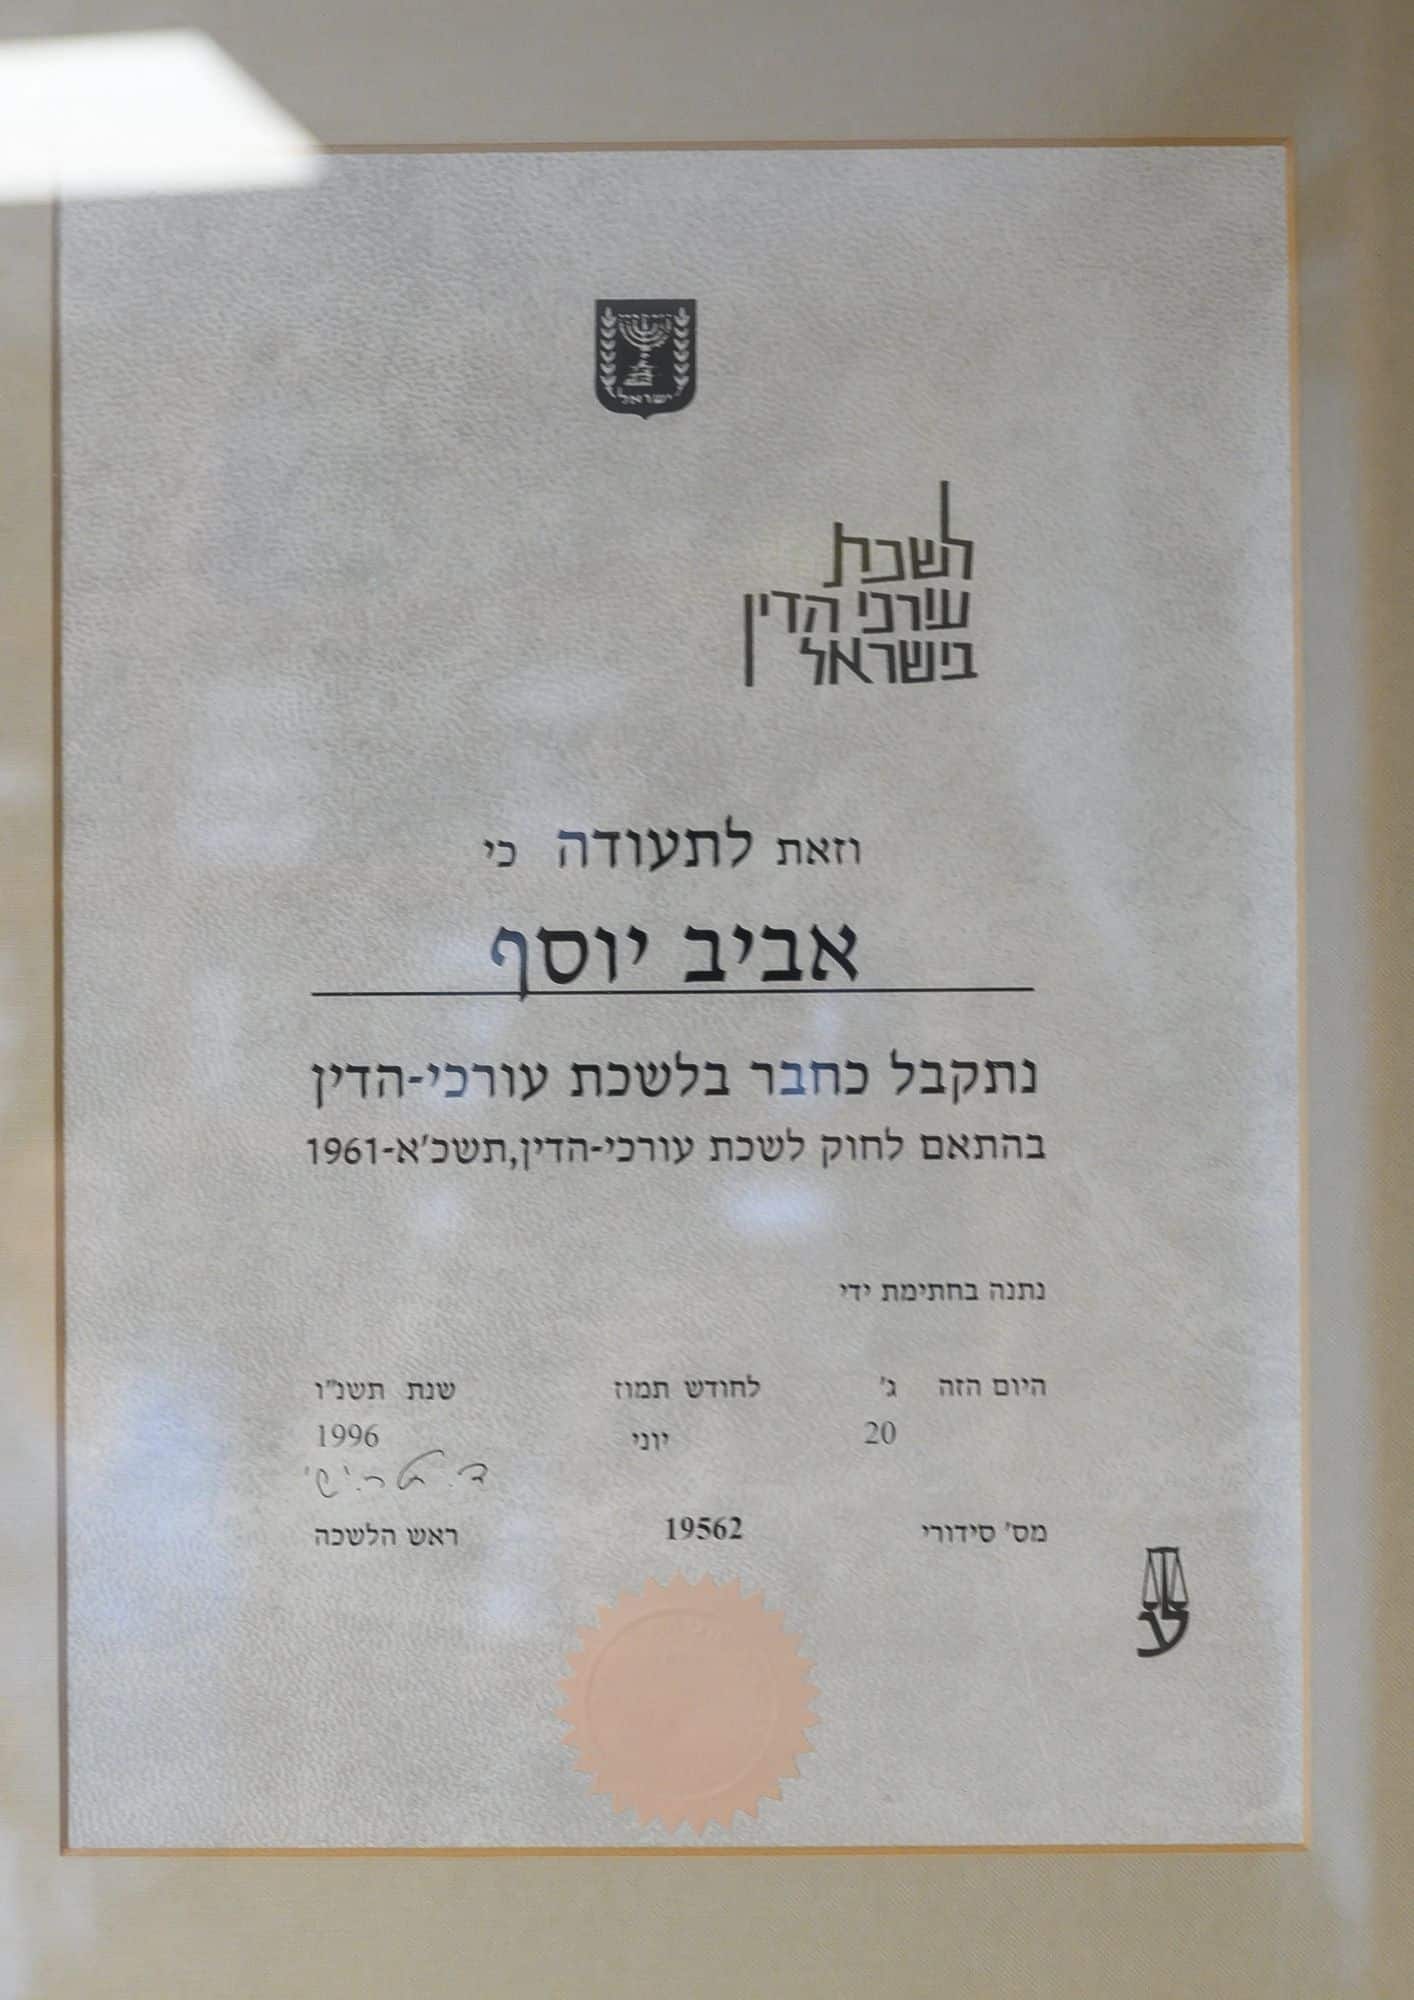 ישראל
לשכת
עורכי הדין
בישראל
וזאת לתעודה כי
אביב יוסף
נתקבל כחבר בלשכת עורכי-הדין
בהתאם לחוק לשכת עורכי-הדין,תשכ'א-1961
נתנה בחתימת ידי
היום הזה ג' לחודש תמוז שנת תשנ"ו
20 יוני 1996
מס' סידורי 19562 ראש הלשכה